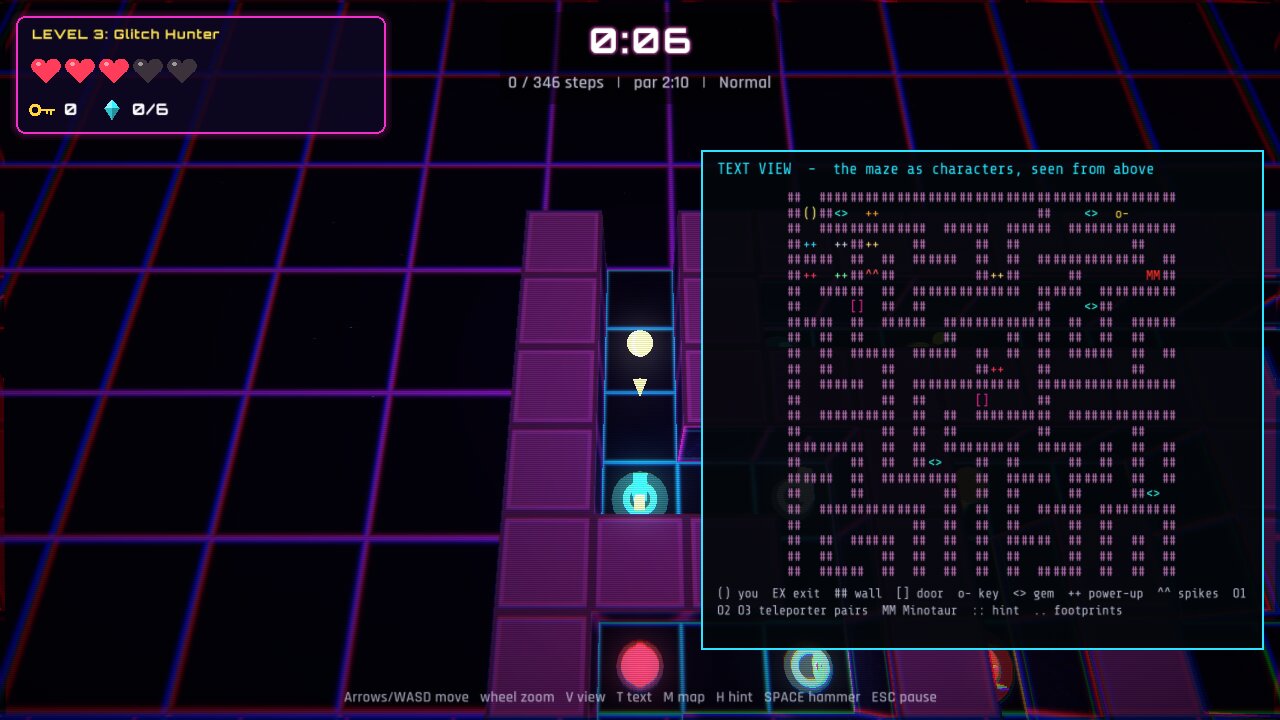 LEVEL 3: Glitch Hunter
0 0/6
0:06
0 / 346 steps | par 2:10 | Normal
TEXT VIEW - the maze as characters, seen from above
##  ##############################################
##()##<>  ++                    ##    <>  o-
##  ##############  ######  ######  ##############
##++  ++##++    ##      ##  ##              ##
######  ##  ##  ######  ##  ##  ##############  ##
##++  ++##^^##          ##++##      ##        MM##
##  ######  ##  ##############  ######  ##########
##      []  ##  ##              ##    <>##
######  ##  ######  ##############  ##  ##  ######
##  ##  ##          ##      ##  ##  ##  ##
##  ##  ######  ######  ##  ##  ##  ######  ##  ##
##  ##      ##          ##++    ##          ##
##  ######  ##  ##############  ##################
##          ##  ##      []      ##
##  ##########  ##  ##  ##########  ##############
##          ##  ##              ##          ##
##########  ##  ##  ##########  ######  ##  ##  ##
##      ##  ##  ##<>    ##  ##      ##  ##  ##
######  ##  ##########  ##  ##  ##  ######  ##  ##
##      ##          ##  ##  ##      ##      ##<>
##  ##############  ##  ##  ##  ######  ##########
##              ##  ##  ##  ##      ##  ##
##  ##  ######  ##  ##  ##  ######  ##  ##  ##  ##
##  ##      ##  ##  ##  ##              ##  ##  ##
##  ######  ##  ##  ##  ##  ##  ######  ##  ##  ##
() you EX exit ## wall [] door o- key <> gem ++ power-up ^^ spikes O1
O2 O3 teleporter pairs MM Minotaur :: hint .. footprints
Arrows/WASD move wheel zoom V view T text M map H hint SPACE hammer ESC pause